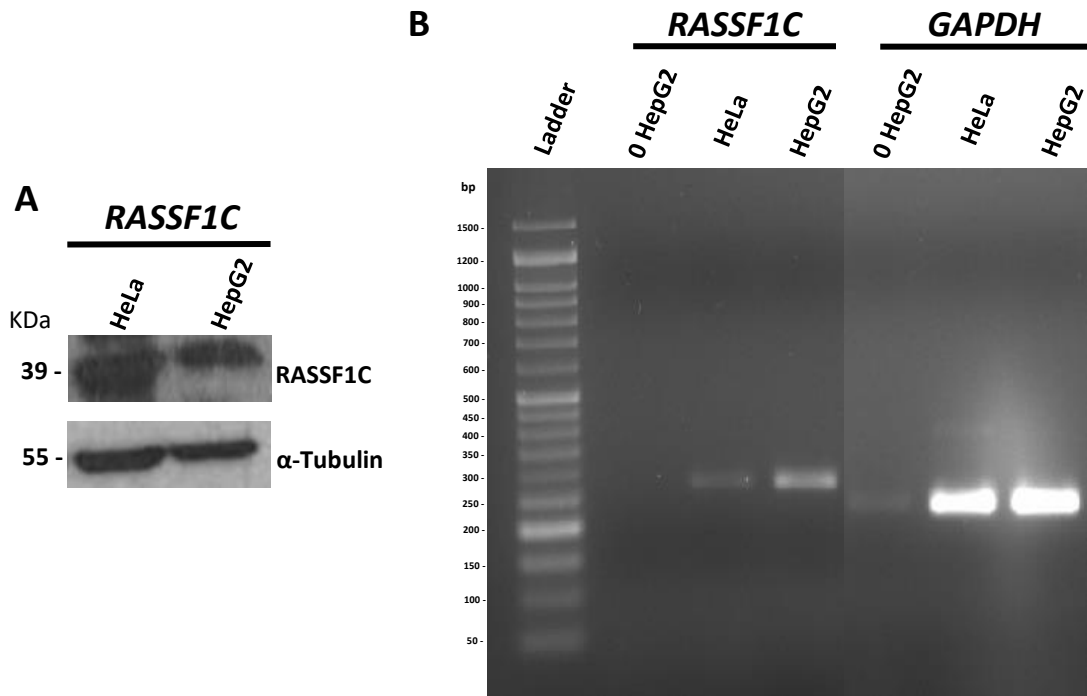 A
RASSF1C
HeLa
HepG2
KDa
39 -
RASSF1C
55 -
α-Tubulin
B
RASSF1C
GAPDH
Ladder
0 HepG2
HeLa
HepG2
0 HepG2
HeLa
HepG2
bp
1500 -
1200 -
1000 -
900 -
800 -
700 -
600 -
500 -
450 -
400 -
350 -
300 -
250 -
200 -
150 -
100 -
50 -